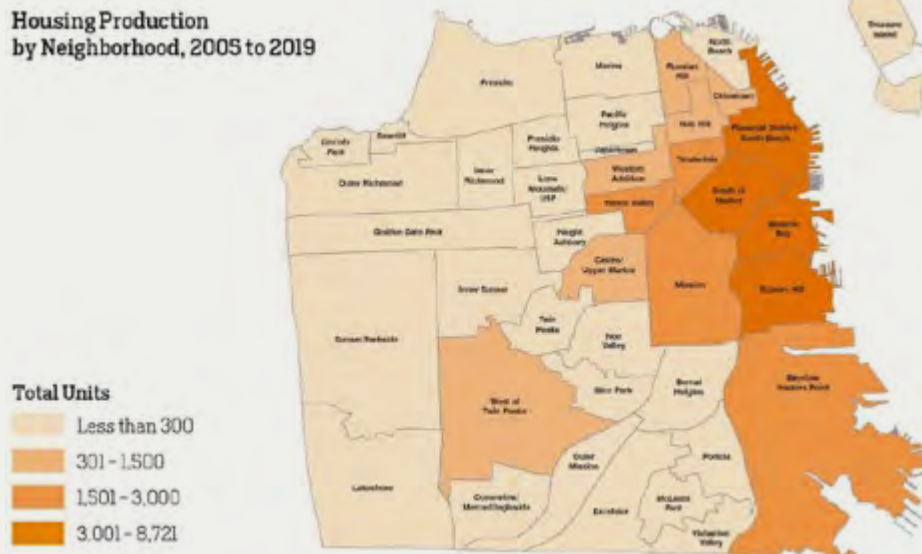 Housing Production
by Neighborhood, 2005 to 2019
Treasure
Island
North
Beach
Marina
Russian
Hill
Presidio
Chinatown
Pacific
Heights
Nob Hill
Financial District/
South Beach
Seacliff
Lincoln
Park
Presidio
Heights
Japantown
Tenderloin
Western
Addition
Inner
Richmond
Outer Richmond
Lone
Mountain/
USF
South of
Market
Hayes Valley
Mission
Bay
Golden Gate Park
Haight
Ashbury
Castro/
Upper Market
Mission
Potrero Hill
Inner Sunset
Twin
Peaks
Noe
Valley
Sunset Parkside
Glen Park
Bernal
Heights
Bayview
Hunters Point
Total Units
Less than 300
301 – 1,500
1,501 – 3,000
3,001 – 8,721
West of
Twin Peaks
Outer
Mission
Portola
Lakeshore
Oceanview/
Merced/Ingleside
Excelsior
McLaren
Park
Visitacion
Valley